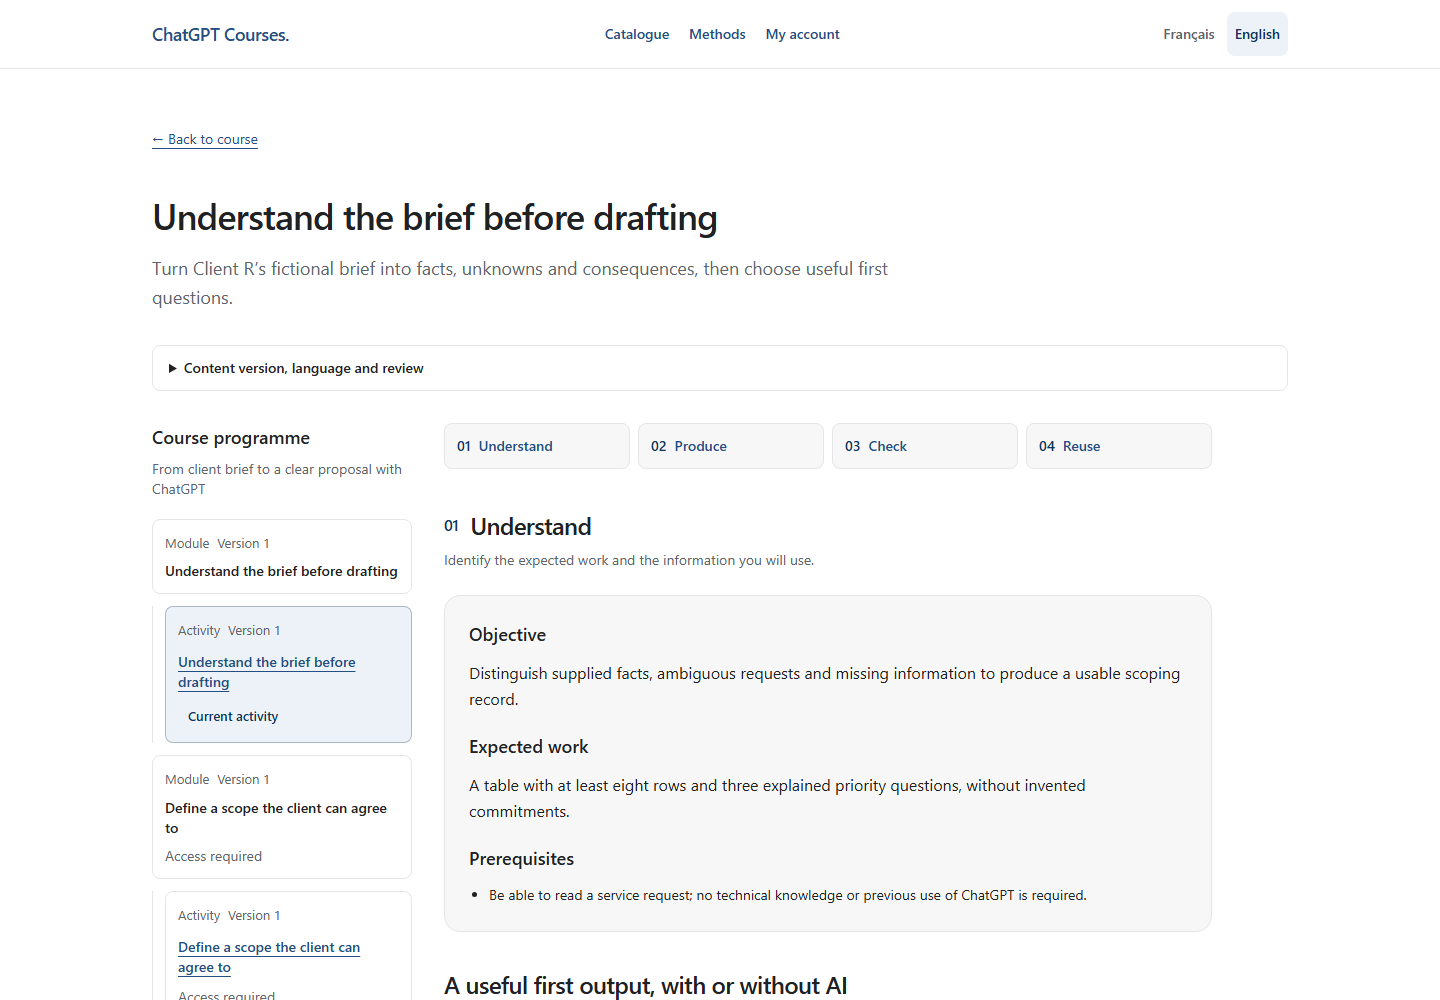 ChatGPT Courses.
Catalogue Methods My account
Français English
← Back to course
Understand the brief before drafting
Turn Client R’s fictional brief into facts, unknowns and consequences, then choose useful first
questions.
Content version, language and review
Course programme
From client brief to a clear proposal with
ChatGPT
Module Version 1
Understand the brief before drafting
Activity Version 1
Understand the brief before
drafting
Current activity
Module Version 1
Define a scope the client can agree
to
Access required
Activity Version 1
Define a scope the client can
agree to
Access required
01 Understand
02 Produce
03 Check
04 Reuse
01 Understand
Identify the expected work and the information you will use.
Objective
Distinguish supplied facts, ambiguous requests and missing information to produce a usable scoping
record.
Expected work
A table with at least eight rows and three explained priority questions, without invented
commitments.
Prerequisites
• Be able to read a service request; no technical knowledge or previous use of ChatGPT is required.
A useful first output, with or without AI